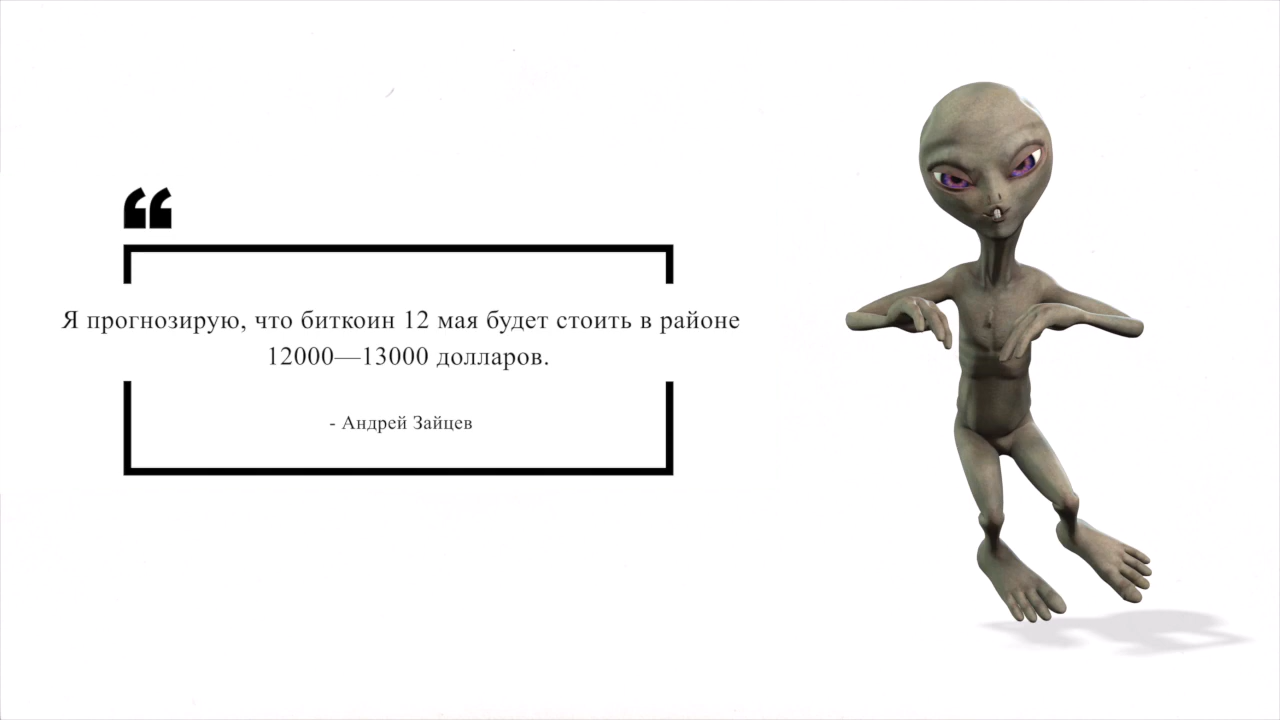 “
Я прогнозирую, что биткоин 12 мая будет стоить в районе
12000—13000 долларов.
- Андрей Зайцев